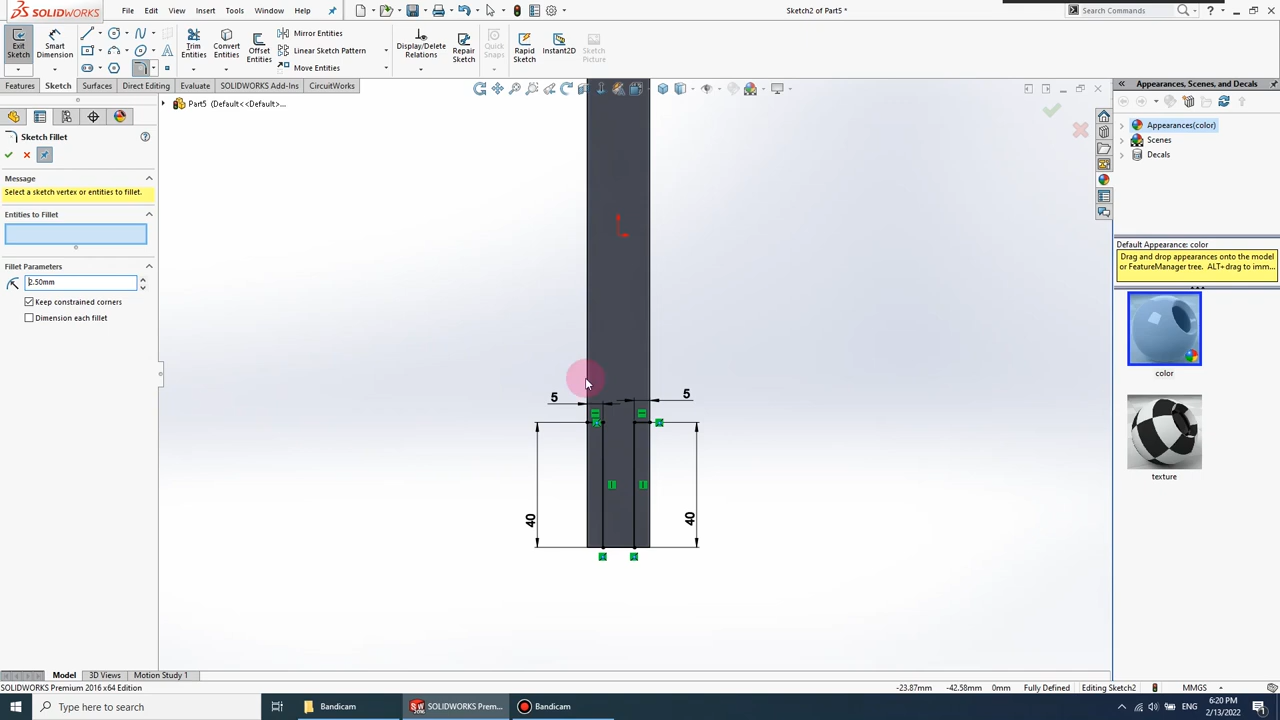 SOLIDWORKS
File
Edit
View
Insert
Tools
Window
Help
Sketch2 of Part5 *
Search Commands
Exit Sketch
Smart Dimension
Trim Entities
Convert Entities
Offset Entities
Mirror Entities
Linear Sketch Pattern
Move Entities
Display/Delete Relations
Repair Sketch
Quick Snaps
Rapid Sketch
Instant2D
Sketch Picture
Features
Sketch
Surfaces
Direct Editing
Evaluate
SOLIDWORKS Add-Ins
CircuitWorks
Part5 (Default<<Default>...
Appearances, Scenes, and Decals
Sketch Fillet
Message
Select a sketch vertex or entities to fillet.
Entities to Fillet
Fillet Parameters
2.50mm
Keep constrained corners
Dimension each fillet
5
5
40
40
Appearances(color)
Scenes
Decals
Default Appearance: color
Drag and drop appearances onto the model
or FeatureManager tree. ALT+drag to imm...
color
texture
Model
3D Views
Motion Study 1
SOLIDWORKS Premium 2016 x64 Edition
-23.87mm
-42.58mm
0mm
Fully Defined
Editing Sketch2
MMGS
Type here to search
Bandicam
SOLIDWORKS Prem...
Bandicam
ENG
6:20 PM
2/13/2022